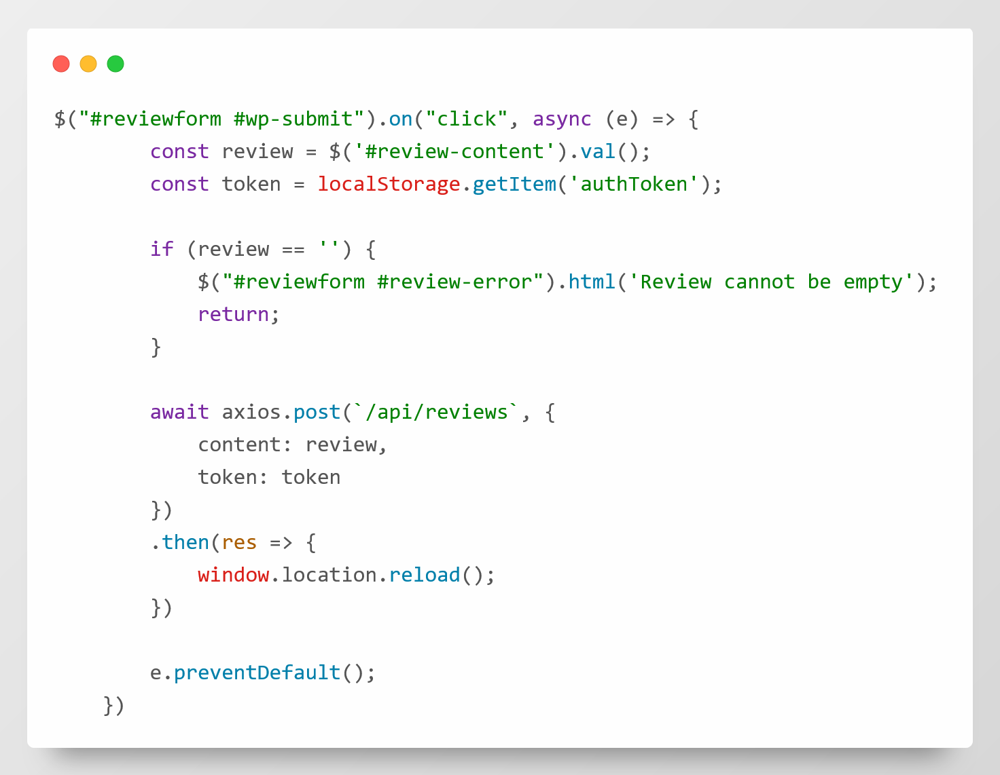 $("#reviewform #wp-submit").on("click", async (e) => {
        const review = $('#review-content').val();
        const token = localStorage.getItem('authToken');

        if (review == '') {
            $("#reviewform #review-error").html('Review cannot be empty');
            return;
        }

        await axios.post(`/api/reviews`, {
            content: review,
            token: token
        })
        .then(res => {
            window.location.reload();
        })

        e.preventDefault();
    })